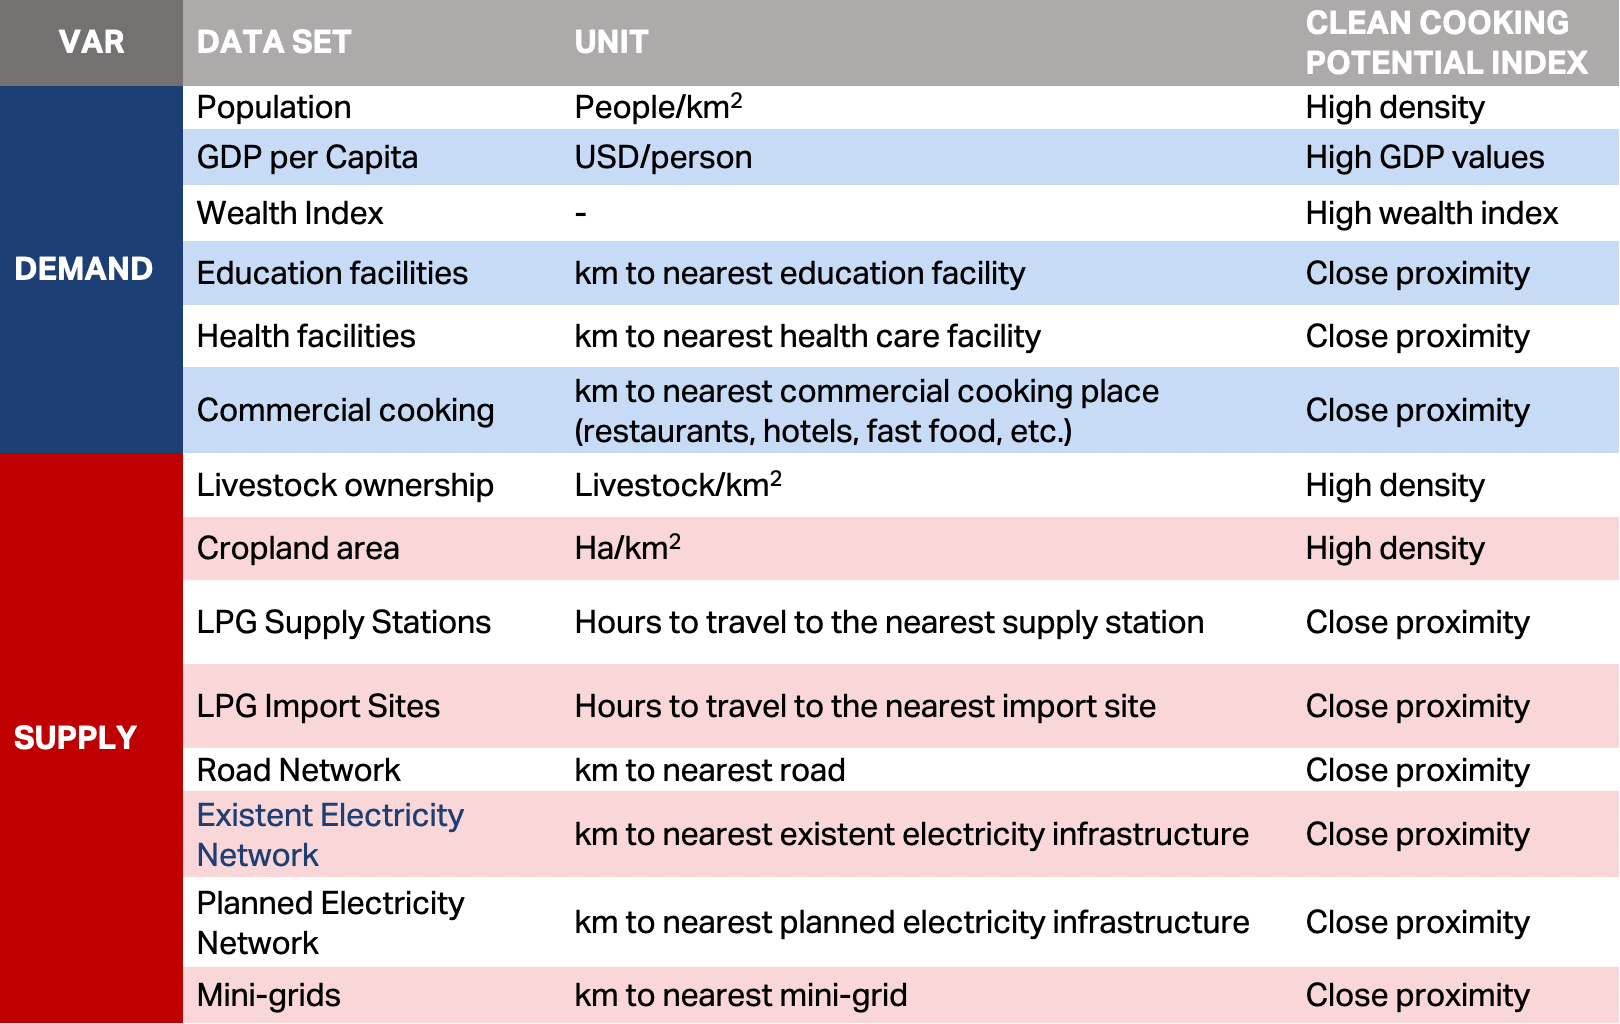 VAR DATA SET UNIT CLEAN COOKING
POTENTIAL INDEX
DEMAND
Population People/km² High density
GDP per Capita USD/person High GDP values
Wealth Index - High wealth index
Education facilities km to nearest education facility Close proximity
Health facilities km to nearest health care facility Close proximity
Commercial cooking km to nearest commercial cooking place
(restaurants, hotels, fast food, etc.) Close proximity
SUPPLY
Livestock ownership Livestock/km² High density
Cropland area Ha/km² High density
LPG Supply Stations Hours to travel to the nearest supply station Close proximity
LPG Import Sites Hours to travel to the nearest import site Close proximity
Road Network km to nearest road Close proximity
Existent Electricity
Network km to nearest existent electricity infrastructure Close proximity
Planned Electricity
Network km to nearest planned electricity infrastructure Close proximity
Mini-grids km to nearest mini-grid Close proximity